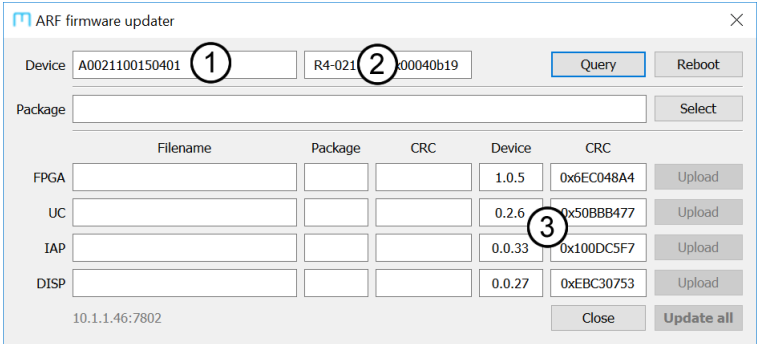 ARF firmware updater
Device A0021100150401 1 R4-021 2 00040b19 Query Reboot
Package Select
Filename Package CRC Device CRC
FPGA 1.0.5 0x6EC048A4 Upload
UC 0.2.6 0x50BBB477 Upload
IAP 0.0.33 3 0x100DC5F7 Upload
DISP 0.0.27 0xEBC30753 Upload
10.1.1.46:7802 Close Update all